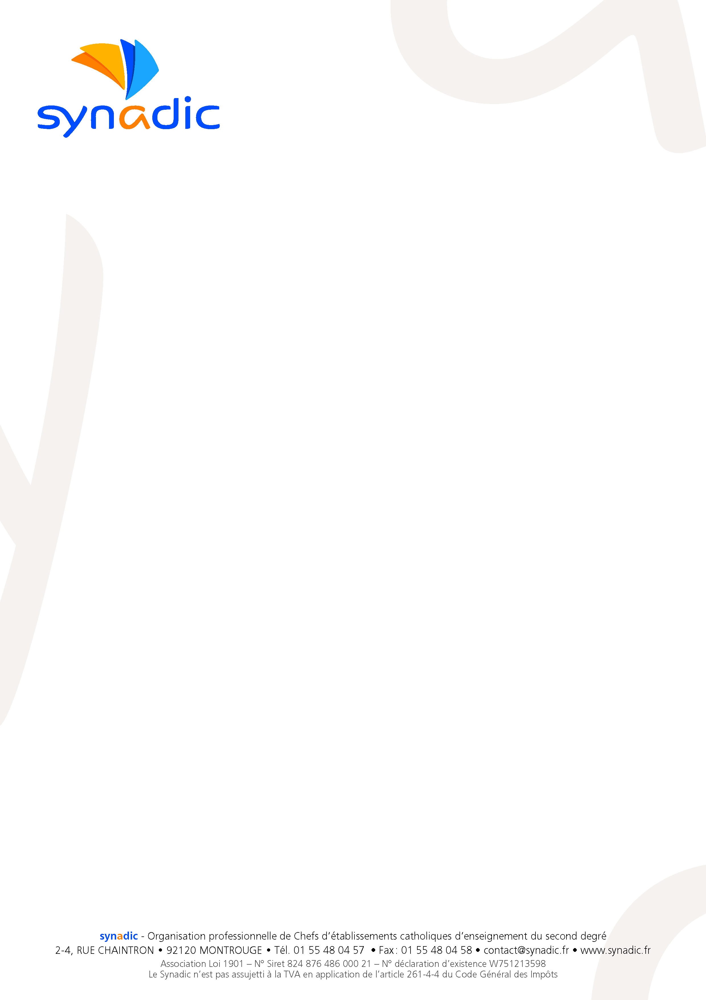 synadic
synadic - Organisation professionnelle de Chefs d’établissements catholiques d’enseignement du second degré
2-4, RUE CHAINTRON • 92120 MONTROUGE • Tél. 01 55 48 04 57 • Fax : 01 55 48 04 58 • contact@synadic.fr • www.synadic.fr
Association Loi 1901 – N° Siret 824 876 486 000 21 – N° déclaration d’existence W751213598
Le Synadic n’est pas assujetti à la TVA en application de l’article 261-4-4 du Code Général des Impôts